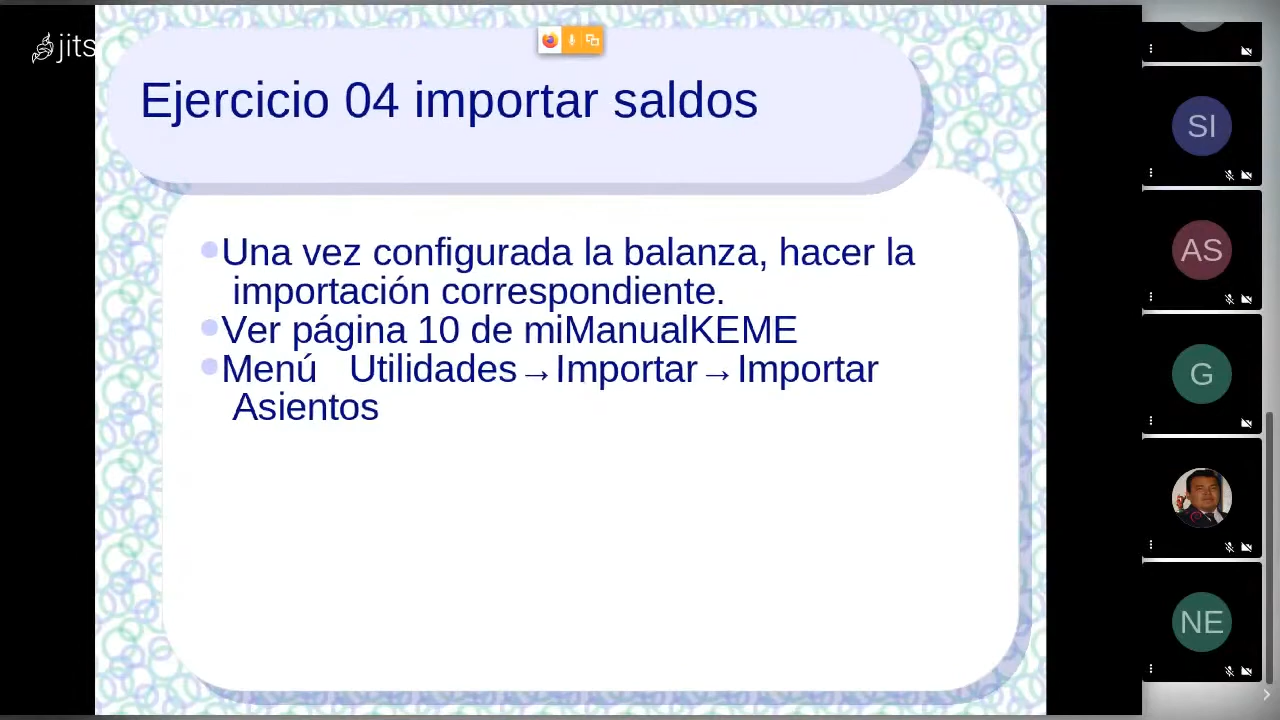 jits
Ejercicio 04 importar saldos
Una vez configurada la balanza, hacer la
importación correspondiente.
Ver página 10 de miManualKEME
Menú Utilidades→Importar→Importar
Asientos
SI
AS
G
NE